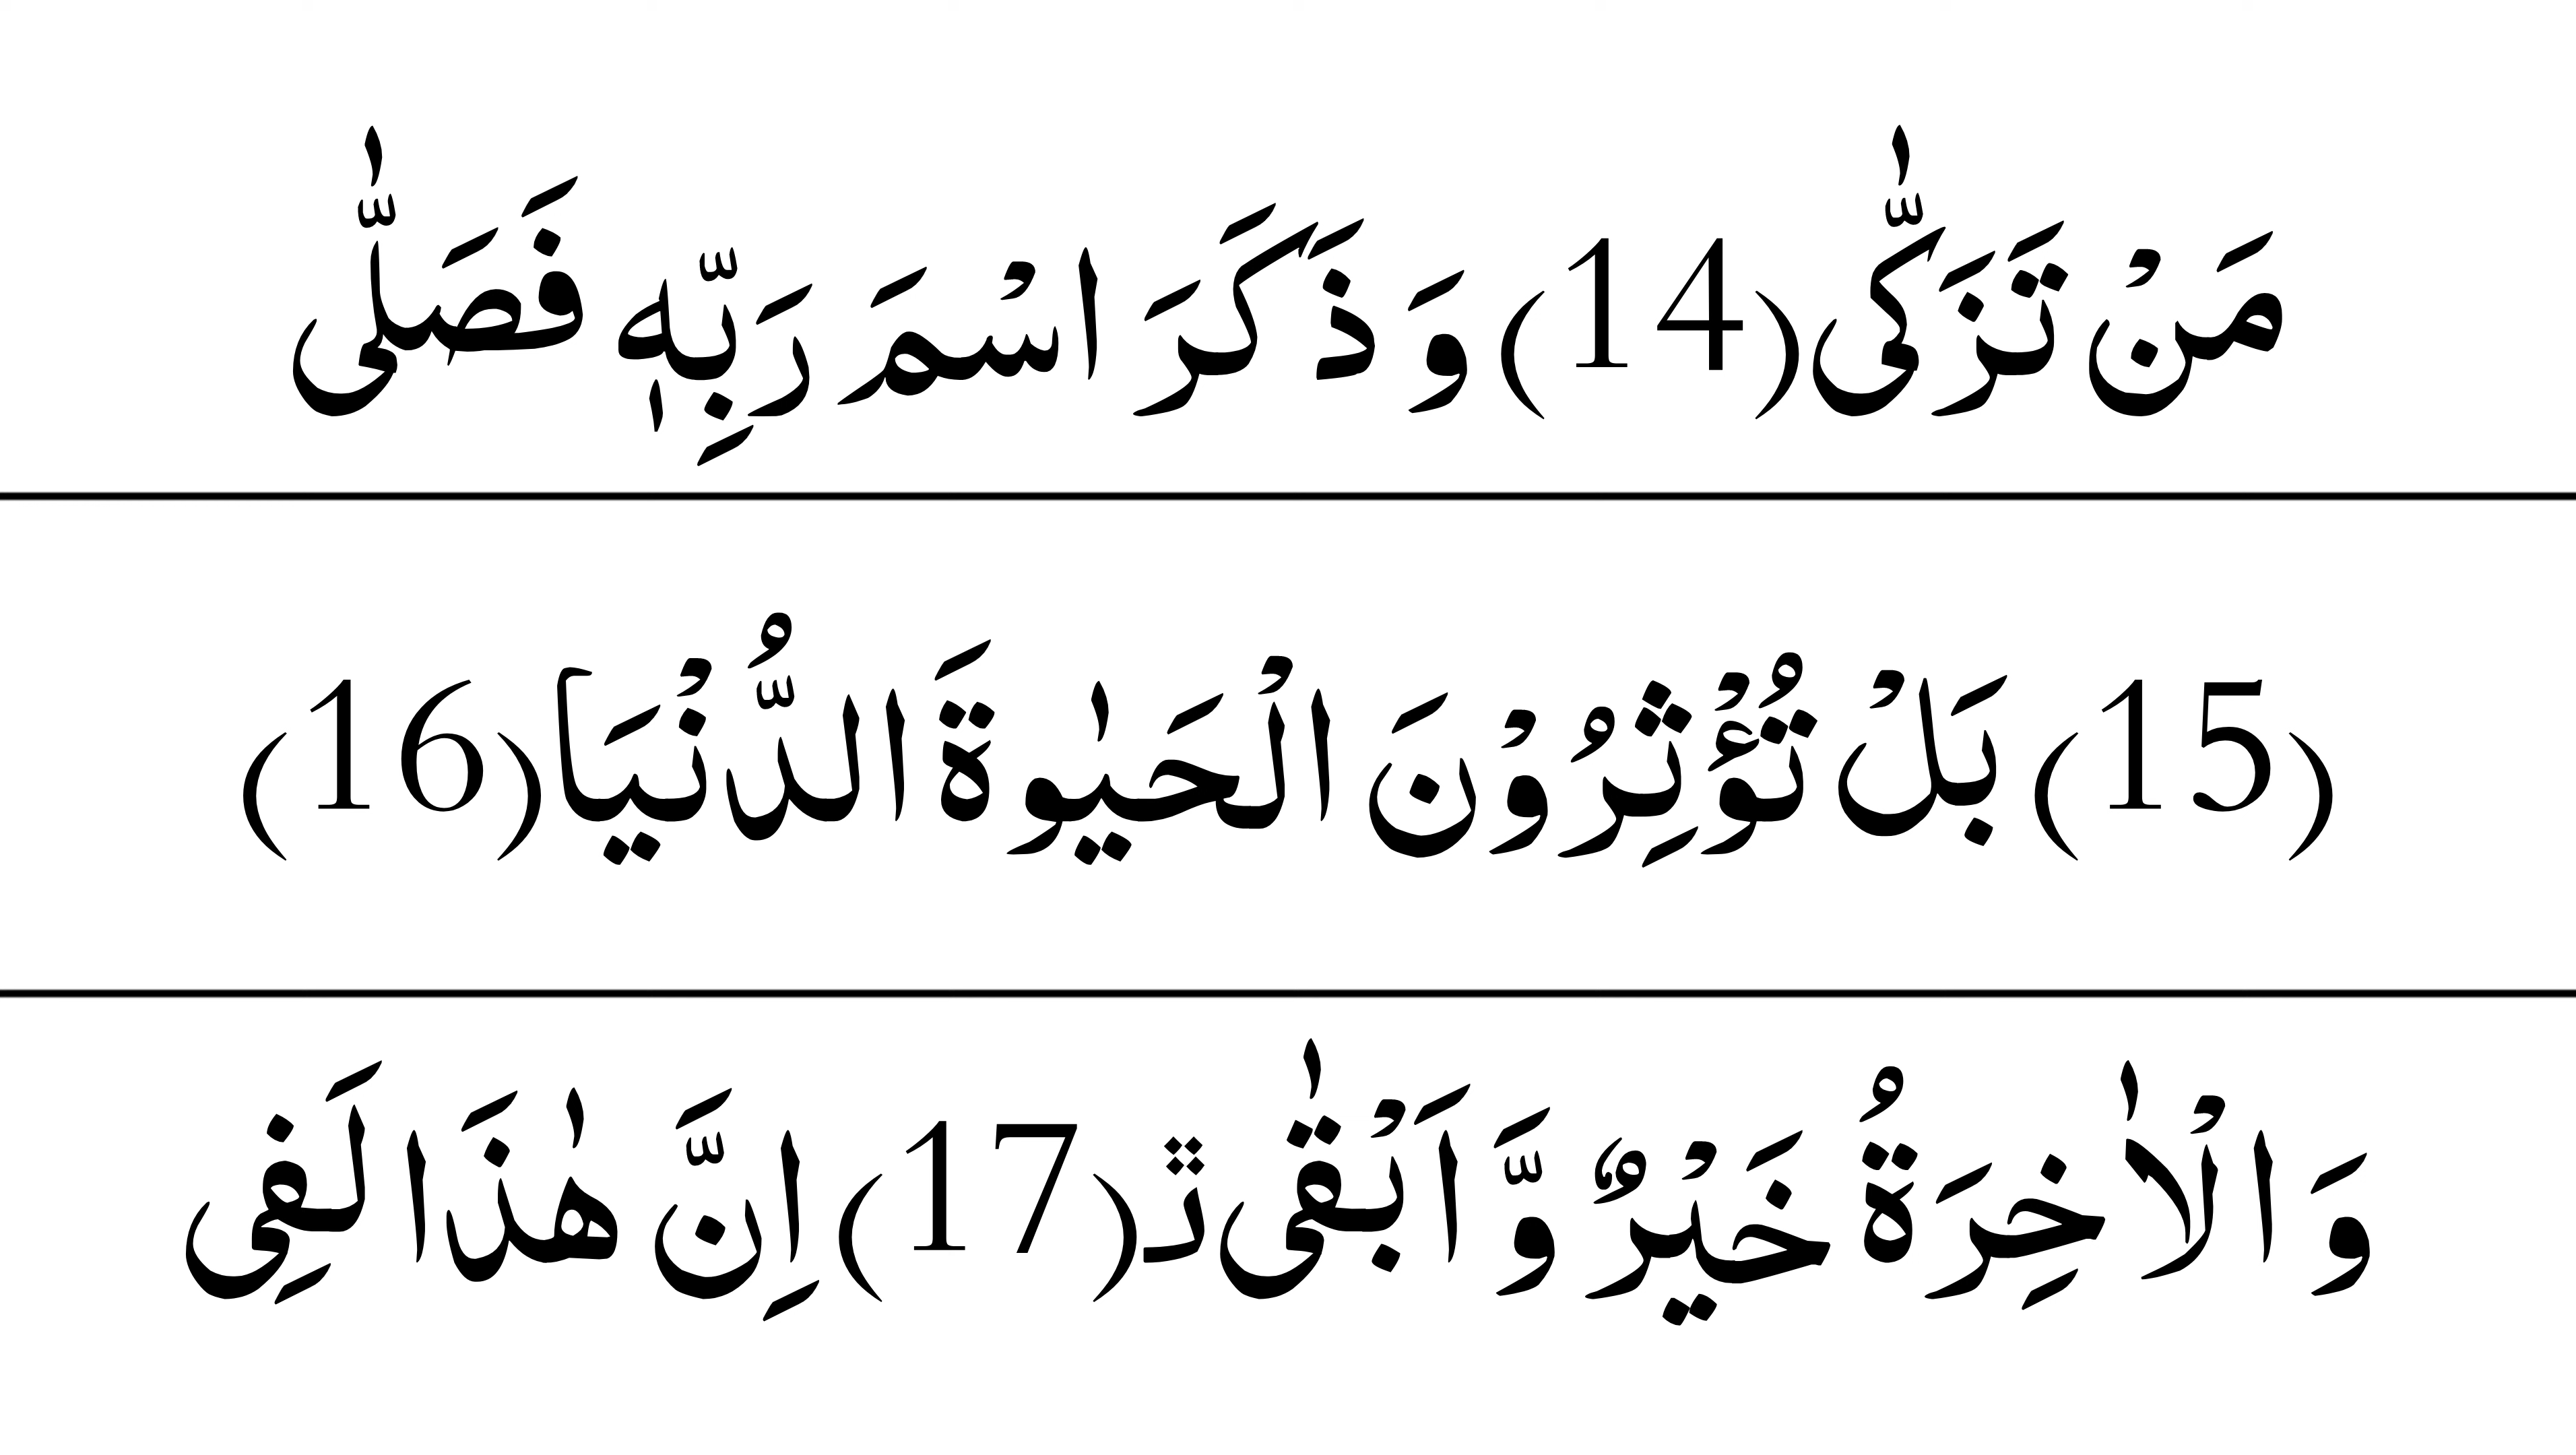 مَنْ تَزَكّٰى(14) وَ ذَكَرَ اسْمَ رَبِّهٖ فَصَلّٰى
(15) بَلْ تُؤْثِرُوْنَ الْحَیٰوةَ الدُّنْیَا(16)
وَ الْاٰخِرَةُ خَیْرٌ وَّ اَبْقٰىؕ(17) اِنَّ هٰذَا لَفِی